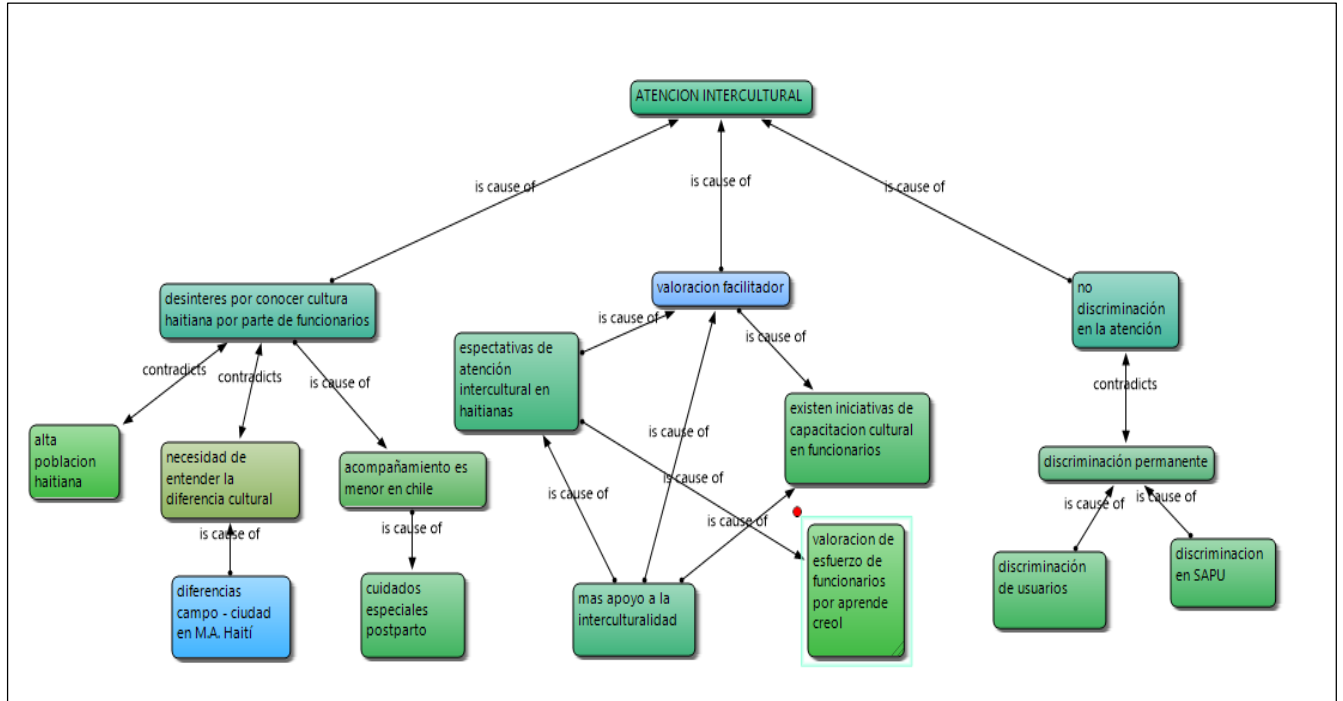 ATENCION INTERCULTURAL
is cause of
is cause of
is cause of
desinteres por conocer cultura
haitiana por parte de funcionarios
valoracion facilitador
no
discriminación
en la atención
contradicts
contradicts
is cause of
is cause of
is cause of
contradicts
espectativas de
atención
intercultural en
haitianas
existen iniciativas de
capacitacion cultural
en funcionarios
alta
poblacion
haitiana
necesidad de
entender la
diferencia cultural
acompañamiento es
menor en chile
discriminación permanente
is cause of
is cause of
is cause of
is cause of
is cause of
is cause of
is cause of
is cause of
diferencias
campo - ciudad
en M.A. Haití
cuidados
especiales
postparto
mas apoyo a la
interculturalidad
valoracion de
esfuerzo de
funcionarios
por aprende
creol
discriminación
de usuarios
discriminacion
en SAPU